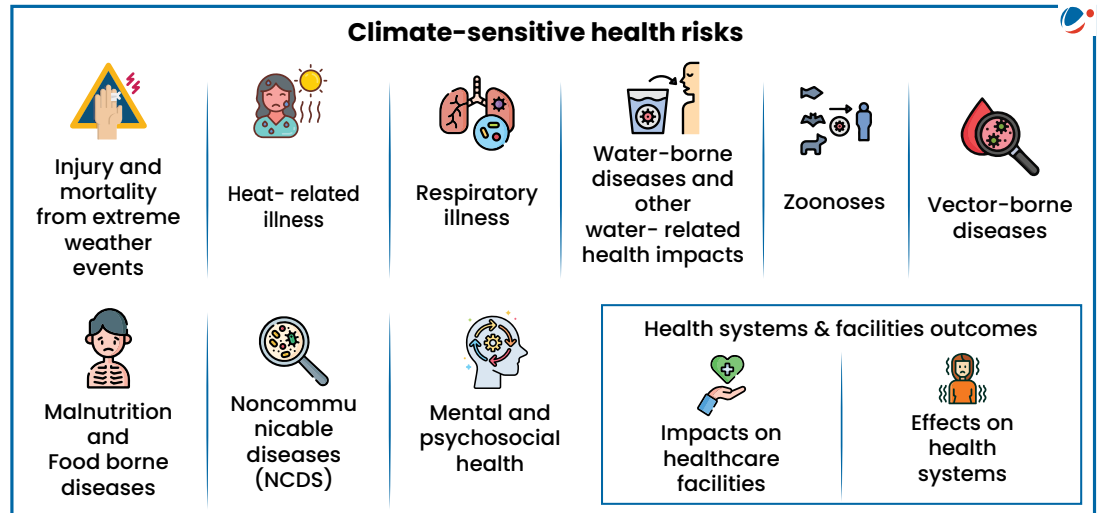 Climate-sensitive health risks
Injury and
mortality
from extreme
weather
events
Heat- related
illness
Respiratory
illness
Water-borne
diseases and
other
water- related
health impacts
Zoonoses
Vector-borne
diseases
Malnutrition
and
Food borne
diseases
Noncommu
nicable
diseases
(NCDS)
Mental and
psychosocial
health
Health systems & facilities outcomes
Impacts on
healthcare
facilities
Effects on
health
systems